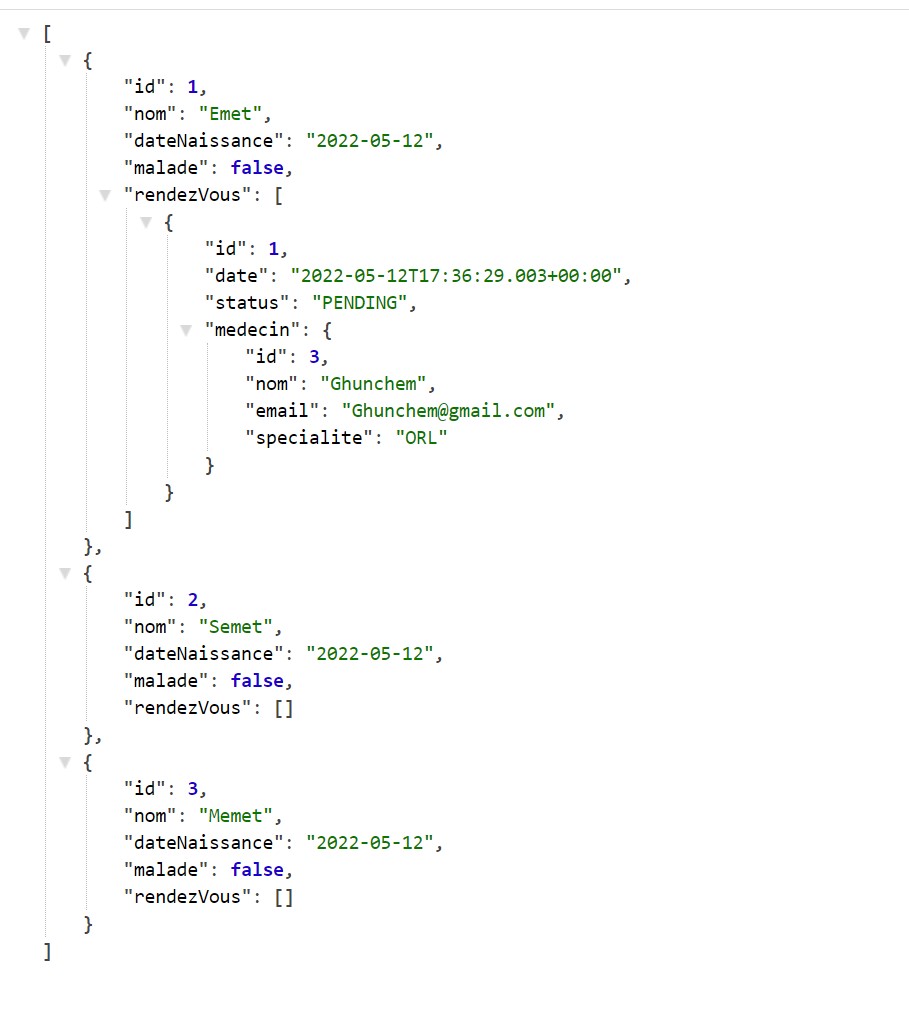 [
{
"id": 1,
"nom": "Emet",
"dateNaissance": "2022-05-12",
"malade": false,
"rendezVous": [
{
"id": 1,
"date": "2022-05-12T17:36:29.003+00:00",
"status": "PENDING",
"medecin": {
"id": 3,
"nom": "Ghunchem",
"email": "Ghunchem@gmail.com",
"specialite": "ORL"
}
}
]
},
{
"id": 2,
"nom": "Semet",
"dateNaissance": "2022-05-12",
"malade": false,
"rendezVous": []
},
{
"id": 3,
"nom": "Memet",
"dateNaissance": "2022-05-12",
"malade": false,
"rendezVous": []
}
]